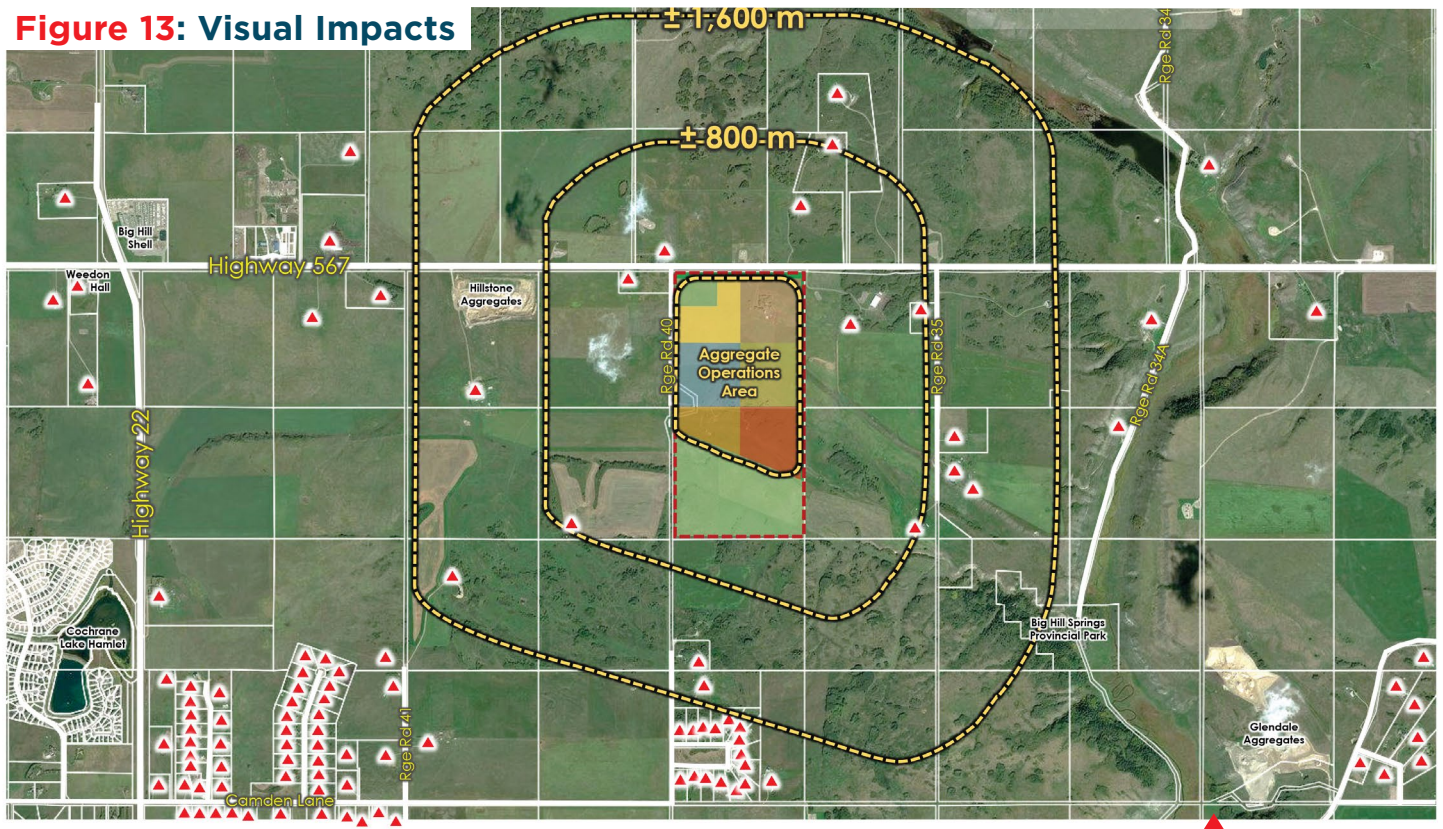 Figure 13: Visual Impacts
± 1,600 m
Rge Rd 34
± 800 m
Big Hill
Shell
Highway 567
Weedon
Hall
Hillstone
Aggregates
Rge Rd 40
Aggregate
Operations
Area
Rge Rd 35
Rge Rd 34A
Highway 22
Cochrane
Lake Hamlet
Big Hill Springs
Provincial Park
Rge Rd 41
Glendale
Aggregates
Camden Lane